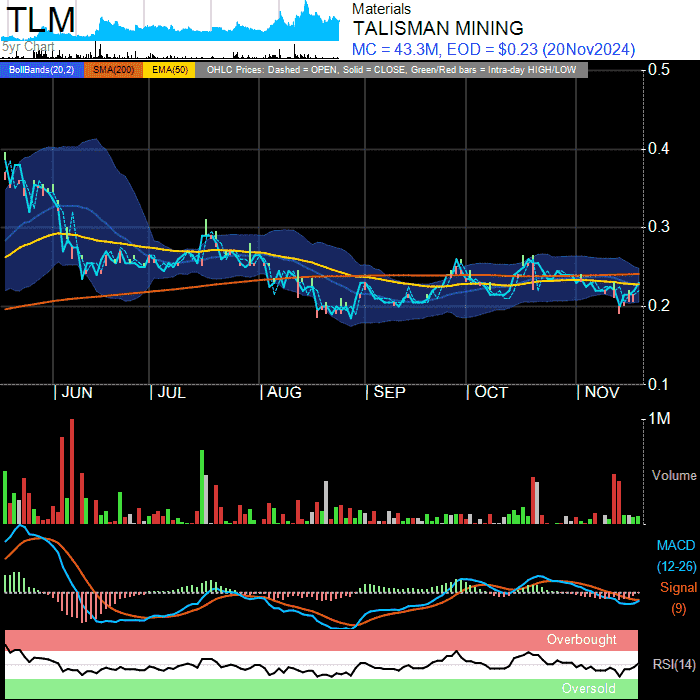 TLM
5yr Chart
Materials
TALISMAN MINING
MC = 43.3M, EOD = $0.23 (20Nov2024)
BollBands(20,2) SMA(200) EMA(50) OHLC Prices: Dashed = OPEN, Solid = CLOSE, Green/Red bars = Intra-day HIGH/LOW
0.5
0.4
0.3
0.2
0.1
JUN JUL AUG SEP OCT NOV
1M
Volume
MACD
(12-26)
Signal
(9)
Overbought
RSI(14)
Oversold